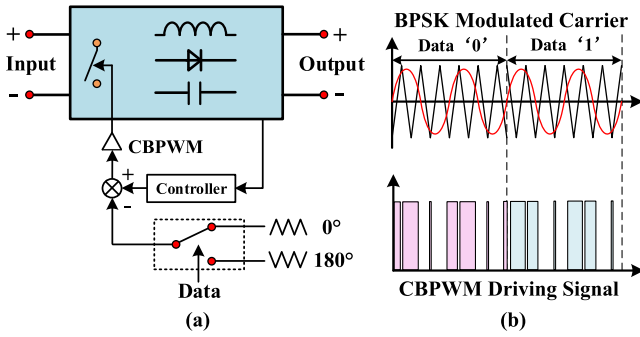 +
+
Input
Output
-
-
CBPWM
+
Controller
-
0°
180°
Data
(a)
BPSK Modulated Carrier
Data ‘0’
Data ‘1’
CBPWM Driving Signal
(b)